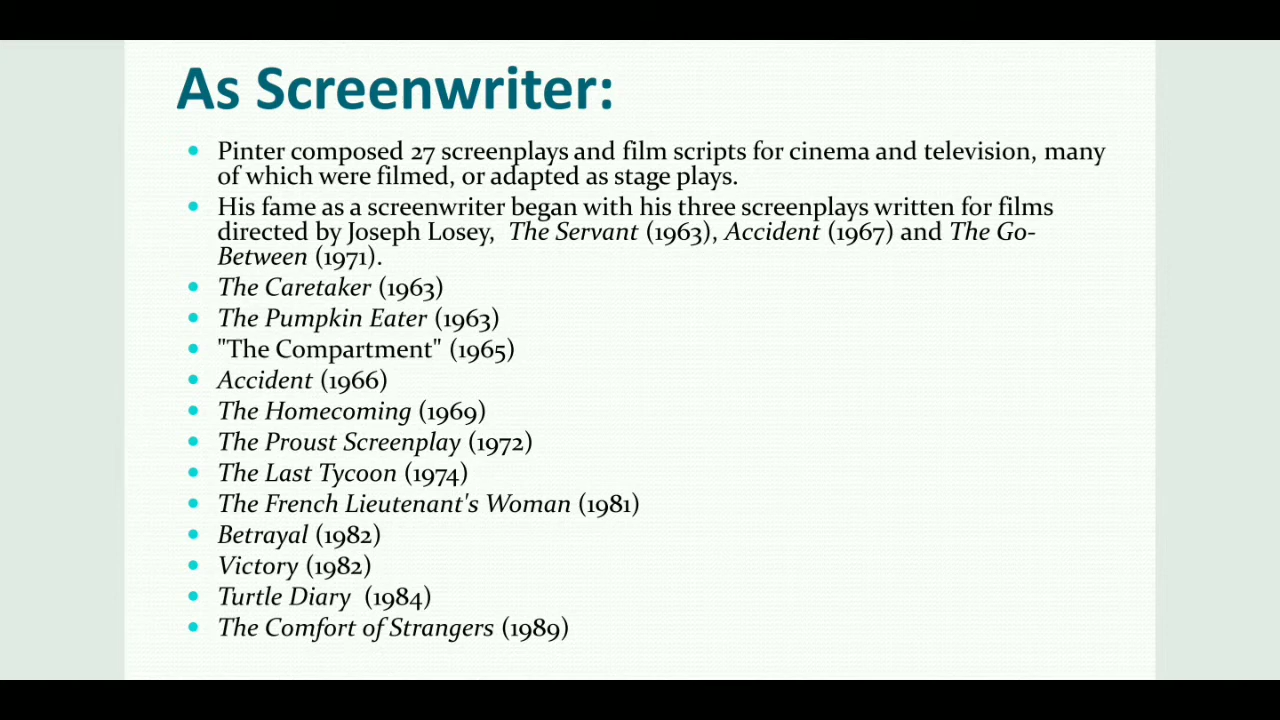 As Screenwriter:
• Pinter composed 27 screenplays and film scripts for cinema and television, many
of which were filmed, or adapted as stage plays.
• His fame as a screenwriter began with his three screenplays written for films
directed by Joseph Losey,  The Servant (1963), Accident (1967) and The Go-
Between (1971).
• The Caretaker (1963)
• The Pumpkin Eater (1963)
• "The Compartment" (1965)
• Accident (1966)
• The Homecoming (1969)
• The Proust Screenplay (1972)
• The Last Tycoon (1974)
• The French Lieutenant's Woman (1981)
• Betrayal (1982)
• Victory (1982)
• Turtle Diary  (1984)
• The Comfort of Strangers (1989)